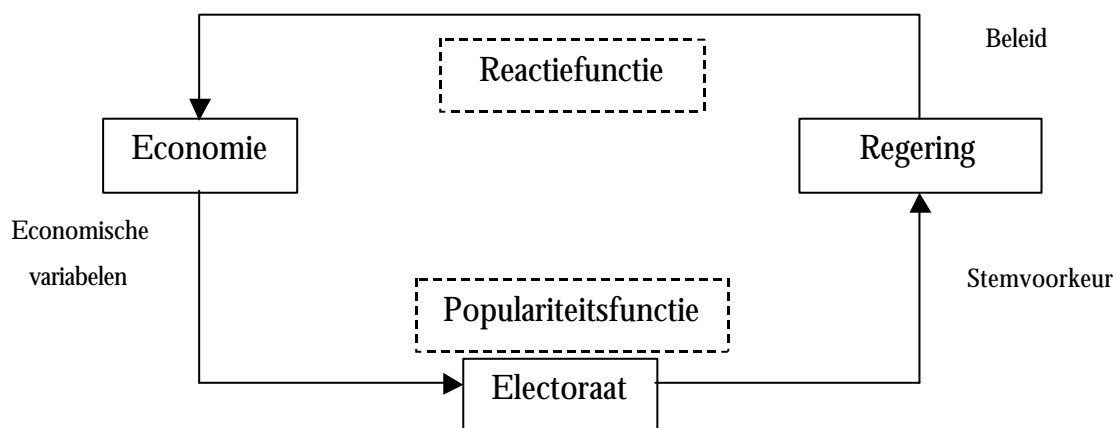 Beleid
Reactiefunctie
Economie
Regering
Economische
variabelen
Stemvoorkeur
Populariteitsfunctie
Electoraat